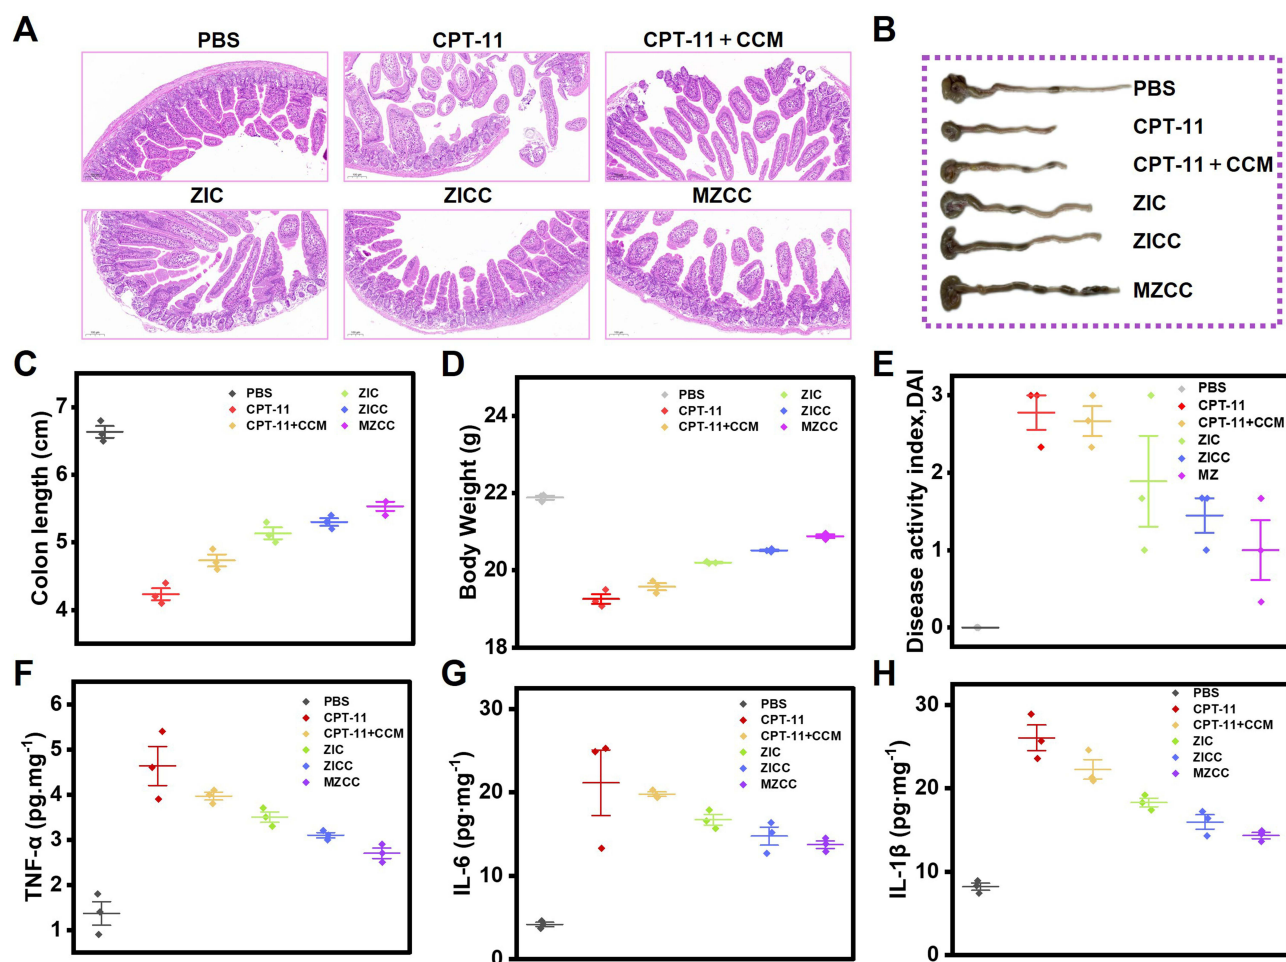 A
PBS
CPT-11
CPT-11 + CCM
ZIC
ZICC
MZCC
B
PBS
CPT-11
CPT-11 + CCM
ZIC
ZICC
MZCC
C
Colon length (cm)
7
6
5
4
PBS
CPT-11
CPT-11+CCM
ZIC
ZICC
MZCC
D
Body Weight (g)
24
22
20
18
PBS
CPT-11
CPT-11+CCM
ZIC
ZICC
MZCC
E
Disease activity index,DAI
3
2
1
0
PBS
CPT-11
CPT-11+CCM
ZIC
ZICC
MZ
F
TNF-α (pg.mg⁻¹)
6
5
4
3
2
1
PBS
CPT-11
CPT-11+CCM
ZIC
ZICC
MZCC
G
IL-6 (pg·mg⁻¹)
30
20
10
0
PBS
CPT-11
CPT-11+CCM
ZIC
ZICC
MZCC
H
IL-1β (pg·mg⁻¹)
30
20
10
0
PBS
CPT-11
CPT-11+CCM
ZIC
ZICC
MZCC